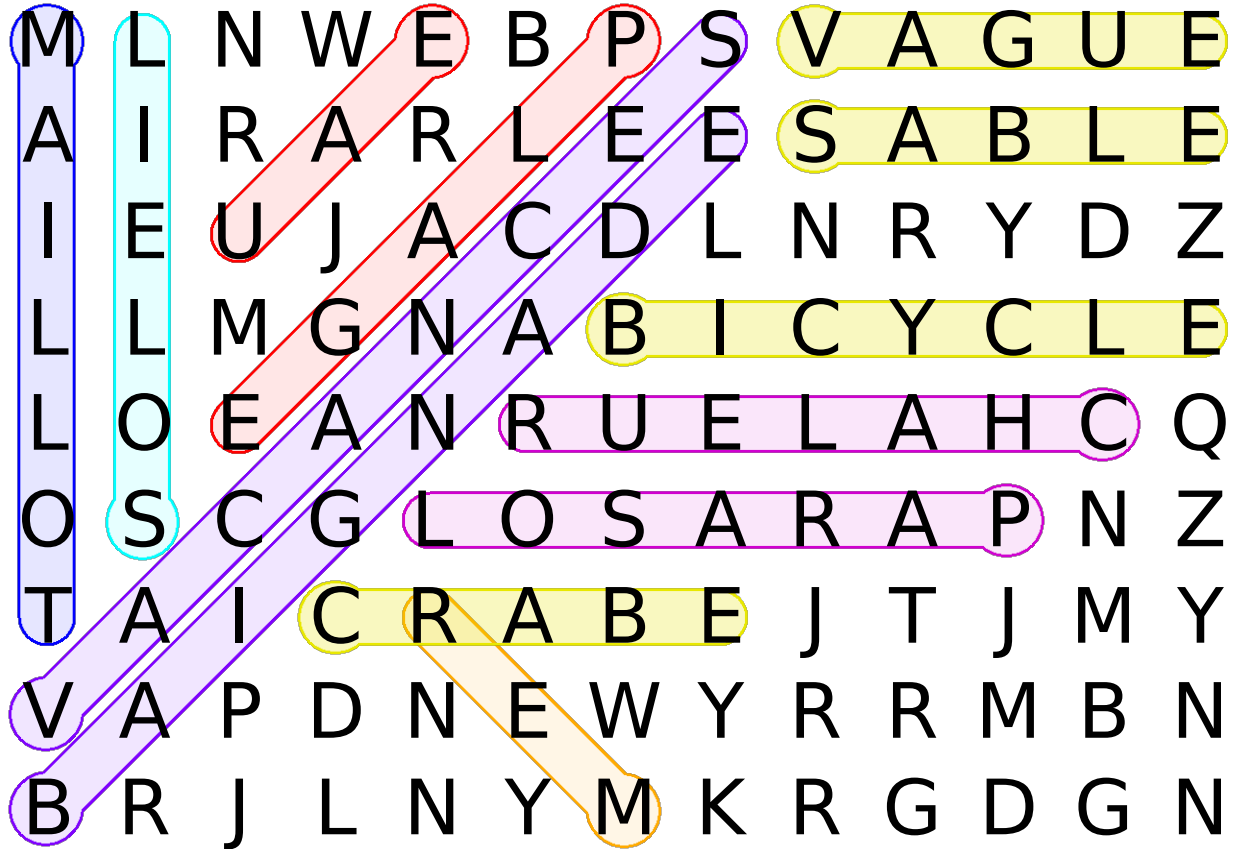 M L N W E B P S V A G U E
A I R A R L E E S A B L E
I E U J A C D L N R Y D Z
L L M G N A B I C Y C L E
L O E A N R U E L A H C Q
O S C G L O S A R A P N Z
T A I C R A B E J T J M Y
V A P D N E W Y R R M B N
B R J L N Y M K R G D G N